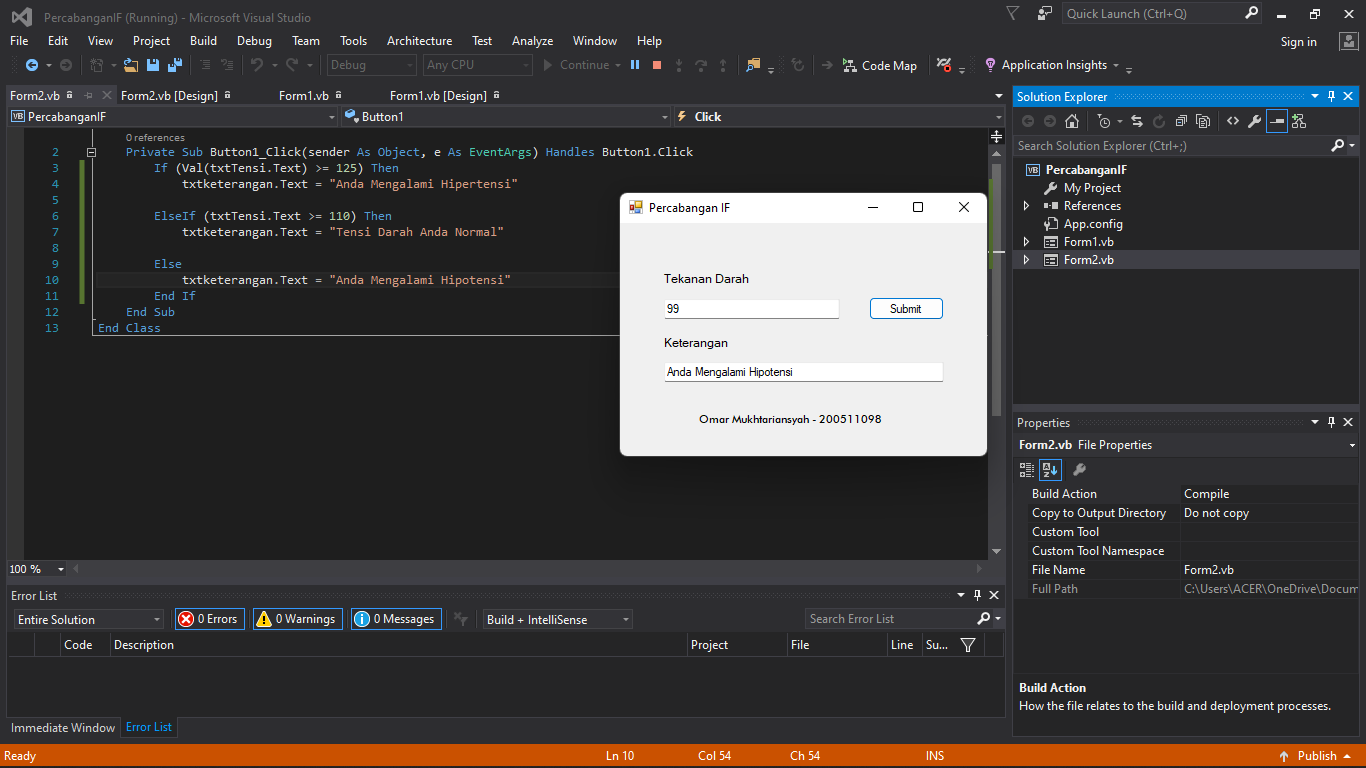 PercabanganIF (Running) - Microsoft Visual Studio
Quick Launch (Ctrl+Q)
File Edit View Project Build Debug Team Tools Architecture Test Analyze Window Help
Sign in
Debug Any CPU Continue Code Map Application Insights
Form2.vb Form2.vb [Design] Form1.vb Form1.vb [Design]
VB PercabanganIF Button1 Click
0 references
2 Private Sub Button1_Click(sender As Object, e As EventArgs) Handles Button1.Click
3 If (Val(txtTensi.Text) >= 125) Then
4 txtketerangan.Text = "Anda Mengalami Hipertensi"
5
6 ElseIf (txtTensi.Text >= 110) Then
7 txtketerangan.Text = "Tensi Darah Anda Normal"
8
9 Else
10 txtketerangan.Text = "Anda Mengalami Hipotensi"
11 End If
12 End Sub
13 End Class
100 %
Percabangan IF
Tekanan Darah
99 Submit
Keterangan
Anda Mengalami Hipotensi
Omar Mukhtariansyah - 200511098
Solution Explorer
Search Solution Explorer (Ctrl+;)
VB PercabanganIF
My Project
References
App.config
Form1.vb
Form2.vb
Properties
Form2.vb File Properties
Build Action Compile
Copy to Output Directory Do not copy
Custom Tool
Custom Tool Namespace
File Name Form2.vb
Full Path C:\Users\ACER\OneDrive\Docum
Build Action
How the file relates to the build and deployment processes.
Error List
Entire Solution 0 Errors 0 Warnings 0 Messages Build + IntelliSense Search Error List
Code Description Project File Line Su...
Immediate Window Error List
Ready Ln 10 Col 54 Ch 54 INS Publish